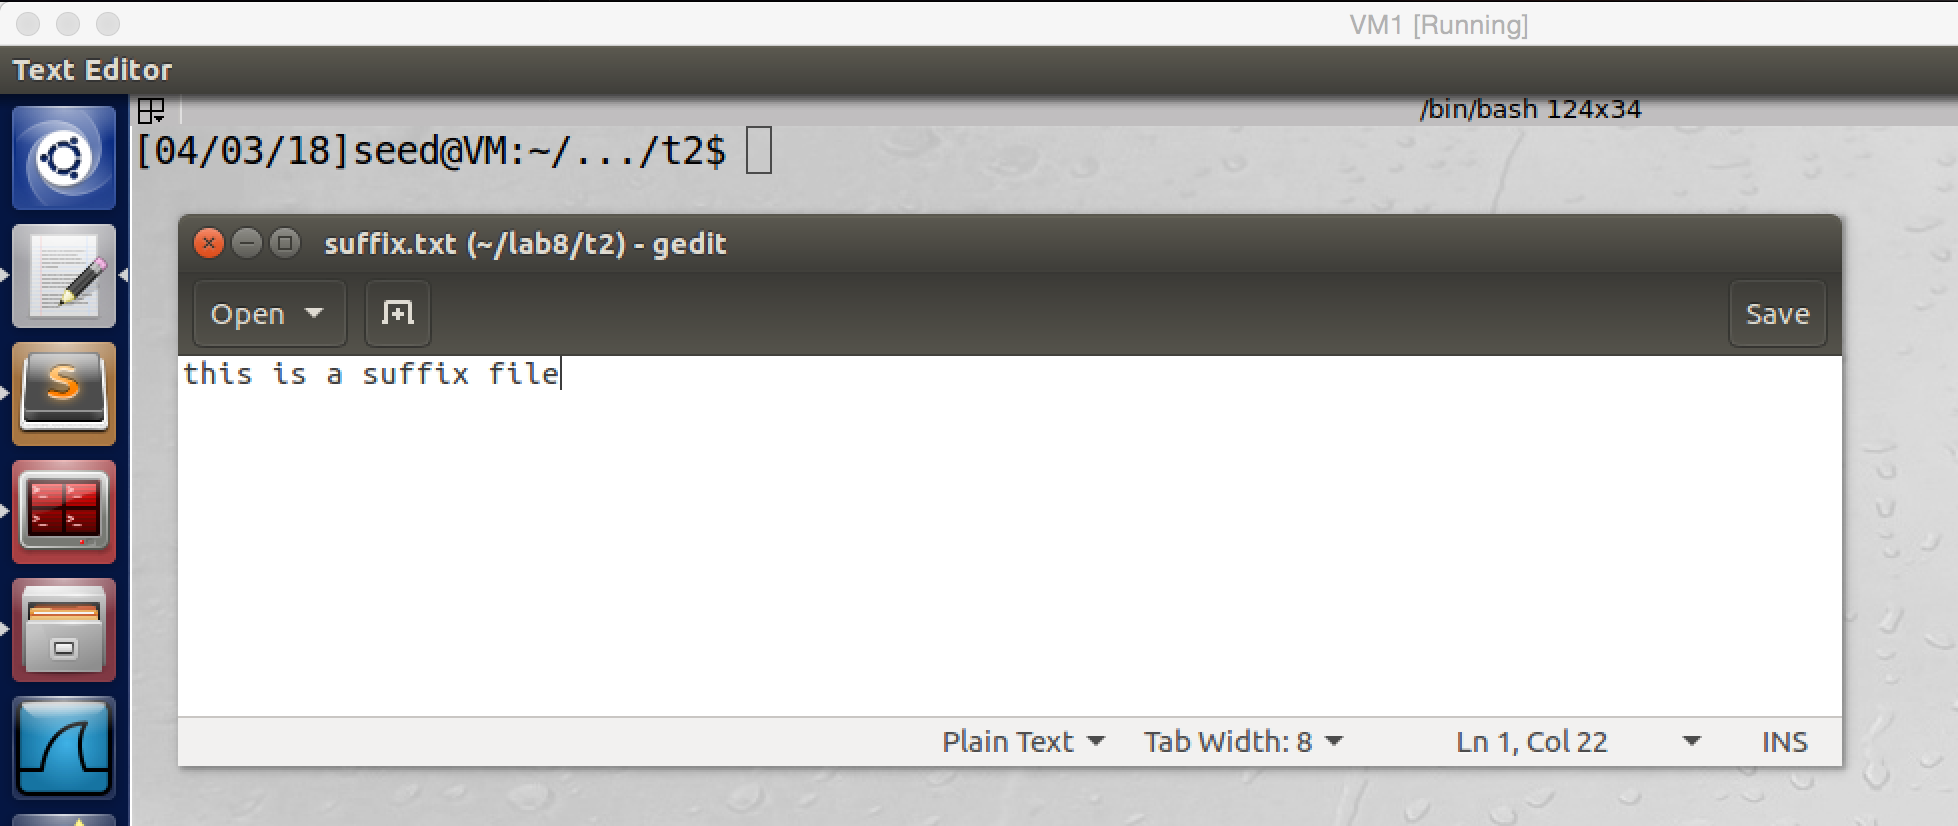 VM1 [Running]
Text Editor
/bin/bash 124x34
[04/03/18]seed@VM:~/.../t2$
suffix.txt (~/lab8/t2) - gedit
Open
Save
this is a suffix file
Plain Text Tab Width: 8 Ln 1, Col 22 INS